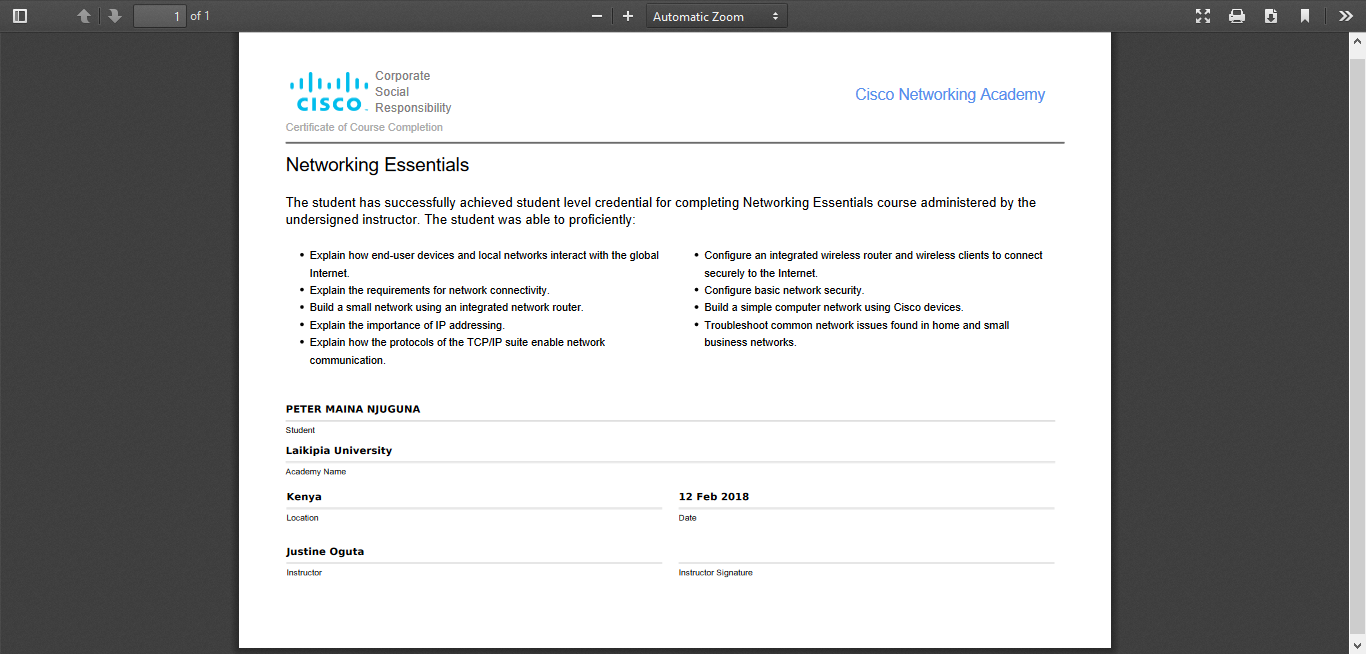 1 of 1
Automatic Zoom
Corporate
Social
CISCO Responsibility
Cisco Networking Academy
Certificate of Course Completion
Networking Essentials
The student has successfully achieved student level credential for completing Networking Essentials course administered by the
undersigned instructor. The student was able to proficiently:
• Explain how end-user devices and local networks interact with the global
Internet.
• Explain the requirements for network connectivity.
• Build a small network using an integrated network router.
• Explain the importance of IP addressing.
• Explain how the protocols of the TCP/IP suite enable network
communication.
• Configure an integrated wireless router and wireless clients to connect
securely to the Internet.
• Configure basic network security.
• Build a simple computer network using Cisco devices.
• Troubleshoot common network issues found in home and small
business networks.
PETER MAINA NJUGUNA
Student
Laikipia University
Academy Name
Kenya
Location
12 Feb 2018
Date
Justine Oguta
Instructor
Instructor Signature